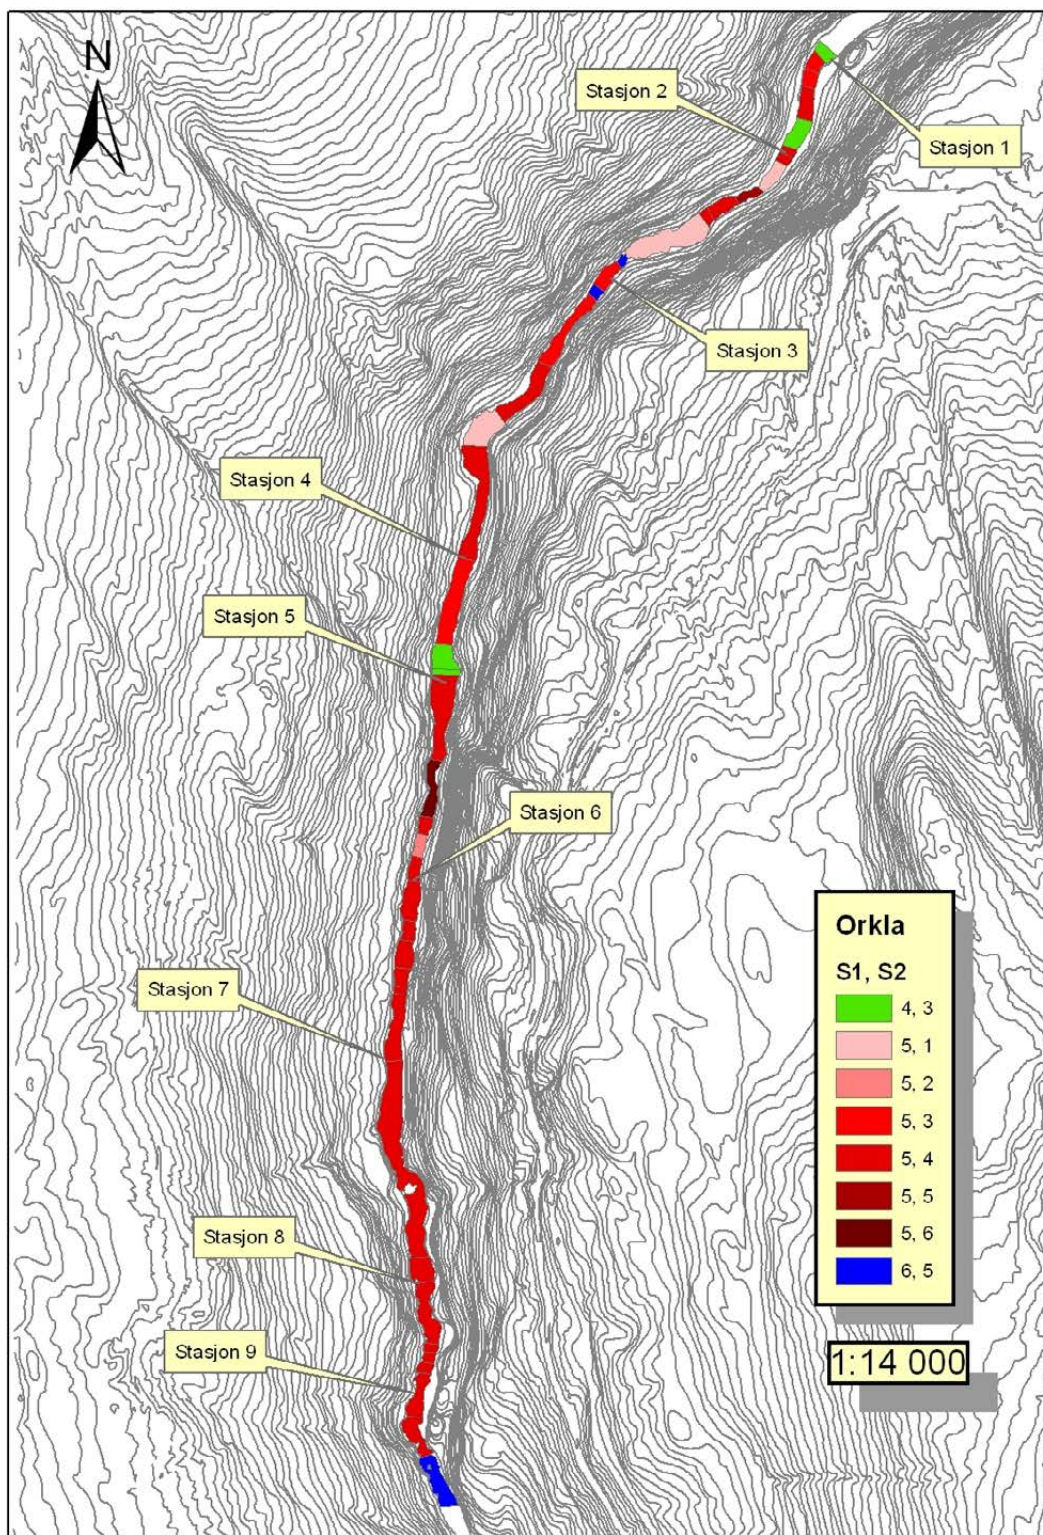 N
Stasjon 2
Stasjon 1
Stasjon 3
Stasjon 4
Stasjon 5
Stasjon 6
Stasjon 7
Stasjon 8
Stasjon 9
Orkla
S1, S2
4, 3
5, 1
5, 2
5, 3
5, 4
5, 5
5, 6
6, 5
1:14 000